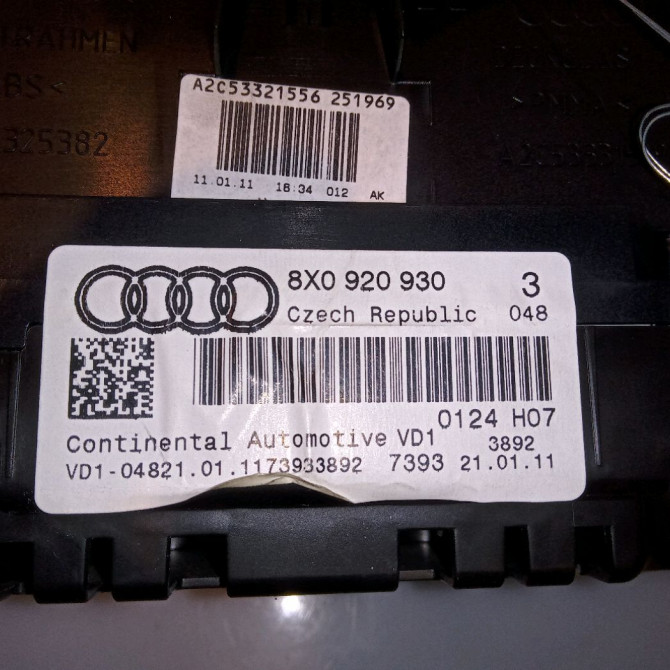 RAHMEN
BS<
325382
A2C53321556 251969
11.01.11 16:34 012 AK
8X0 920 930 3
Czech Republic 048
0124 H07
Continental Automotive VD1 3892
VD1-04821.01.1173933892 7393 21.01.11